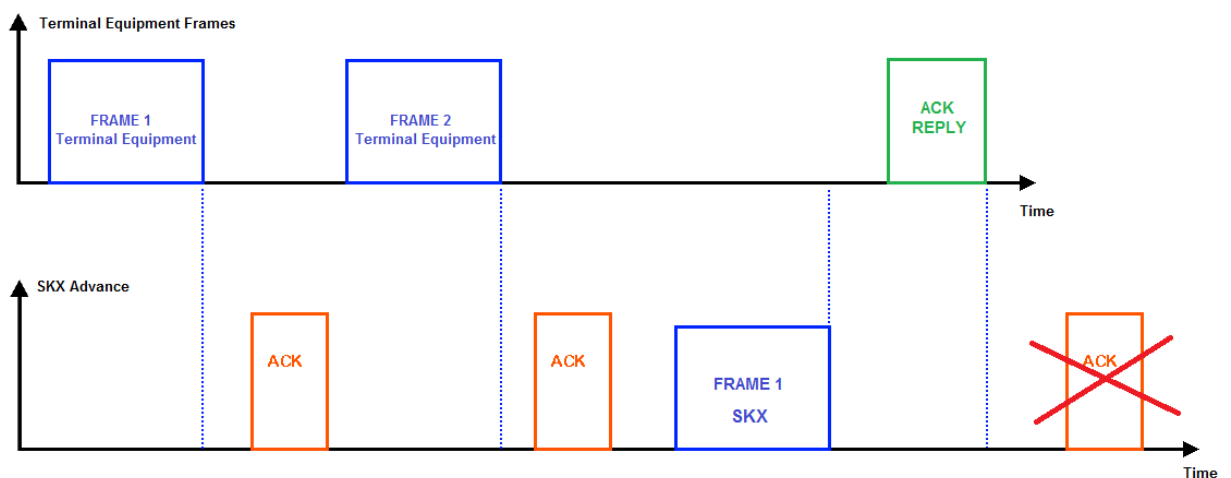 Terminal Equipment Frames
FRAME 1
Terminal Equipment
FRAME 2
Terminal Equipment
ACK
REPLY
Time
SKX Advance
ACK
ACK
FRAME 1
SKX
ACK
Time